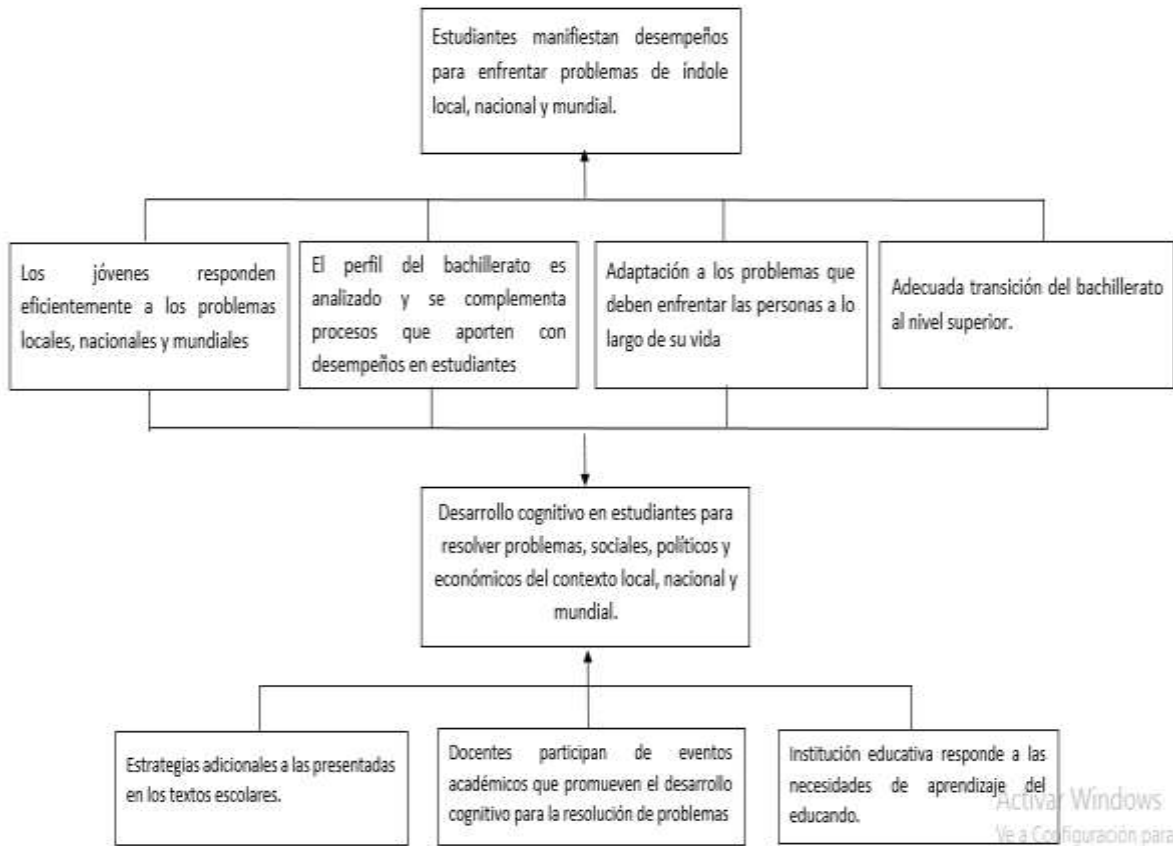 Estudiantes manifiestan desempeños
para enfrentar problemas de índole
local, nacional y mundial.
Los jóvenes responden
eficientemente a los problemas
locales, nacionales y mundiales
El perfil del bachillerato es
analizado y se complementa
procesos que aporten con
desempeños en estudiantes
Adaptación a los problemas que
deben enfrentar las personas a lo
largo de su vida
Adecuada transición del bachillerato
al nivel superior.
Desarrollo cognitivo en estudiantes para
resolver problemas, sociales, políticos y
económicos del contexto local, nacional y
mundial.
Estrategias adicionales a las presentadas
en los textos escolares.
Docentes participan de eventos
académicos que promueven el desarrollo
cognitivo para la resolución de problemas
Institución educativa responde a las
necesidades de aprendizaje del
educando.
Activar Windows
Ve a Configuración para